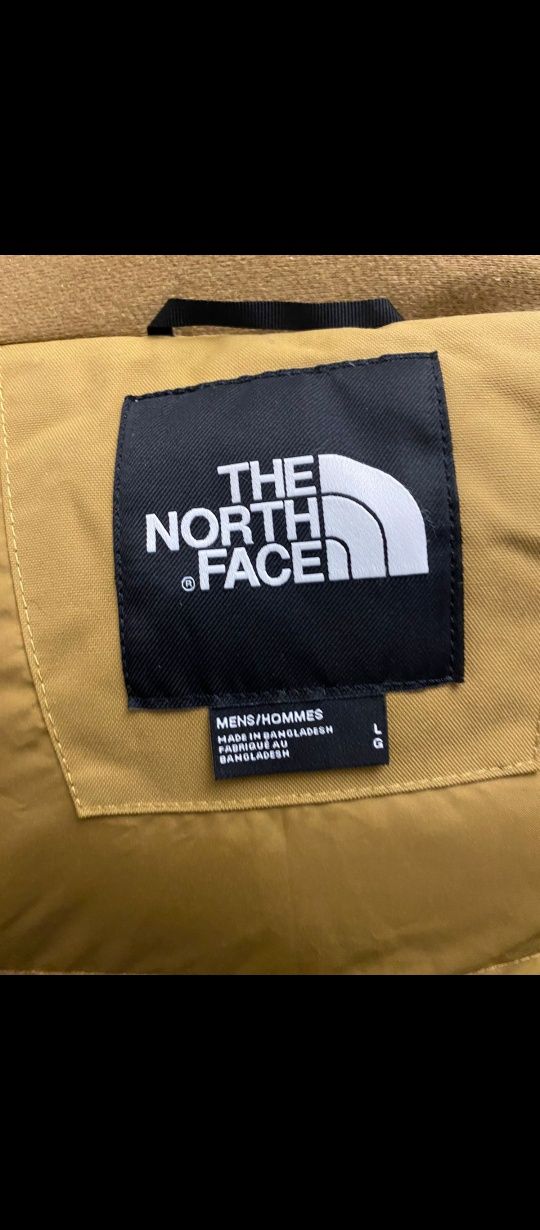 THE
NORTH
® FACE
MENS/HOMMES
MADE IN BANGLADESH
FABRIQUÉ AU
BANGLADESH
L
G